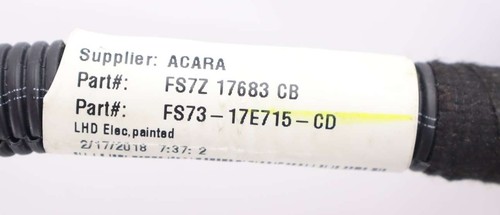 Supplier: ACARA
Part#: FS7Z 17683 CB
Part#: FS73-17E715-CD
LHD Elec,painted
2/17/2018 7:37: 2